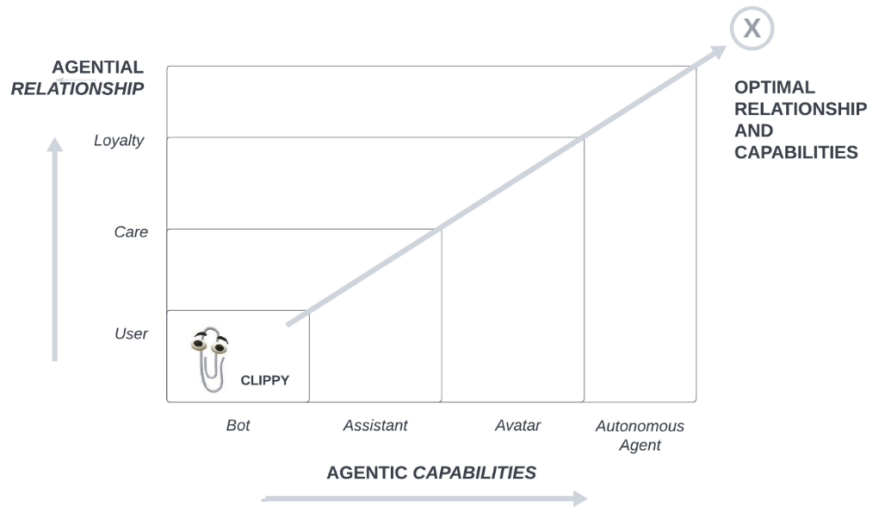 X
AGENTIAL
RELATIONSHIP
OPTIMAL
RELATIONSHIP
AND
CAPABILITIES
Loyalty
Care
User
CLIPPY
Bot
Assistant
Avatar
Autonomous
Agent
AGENTIC CAPABILITIES